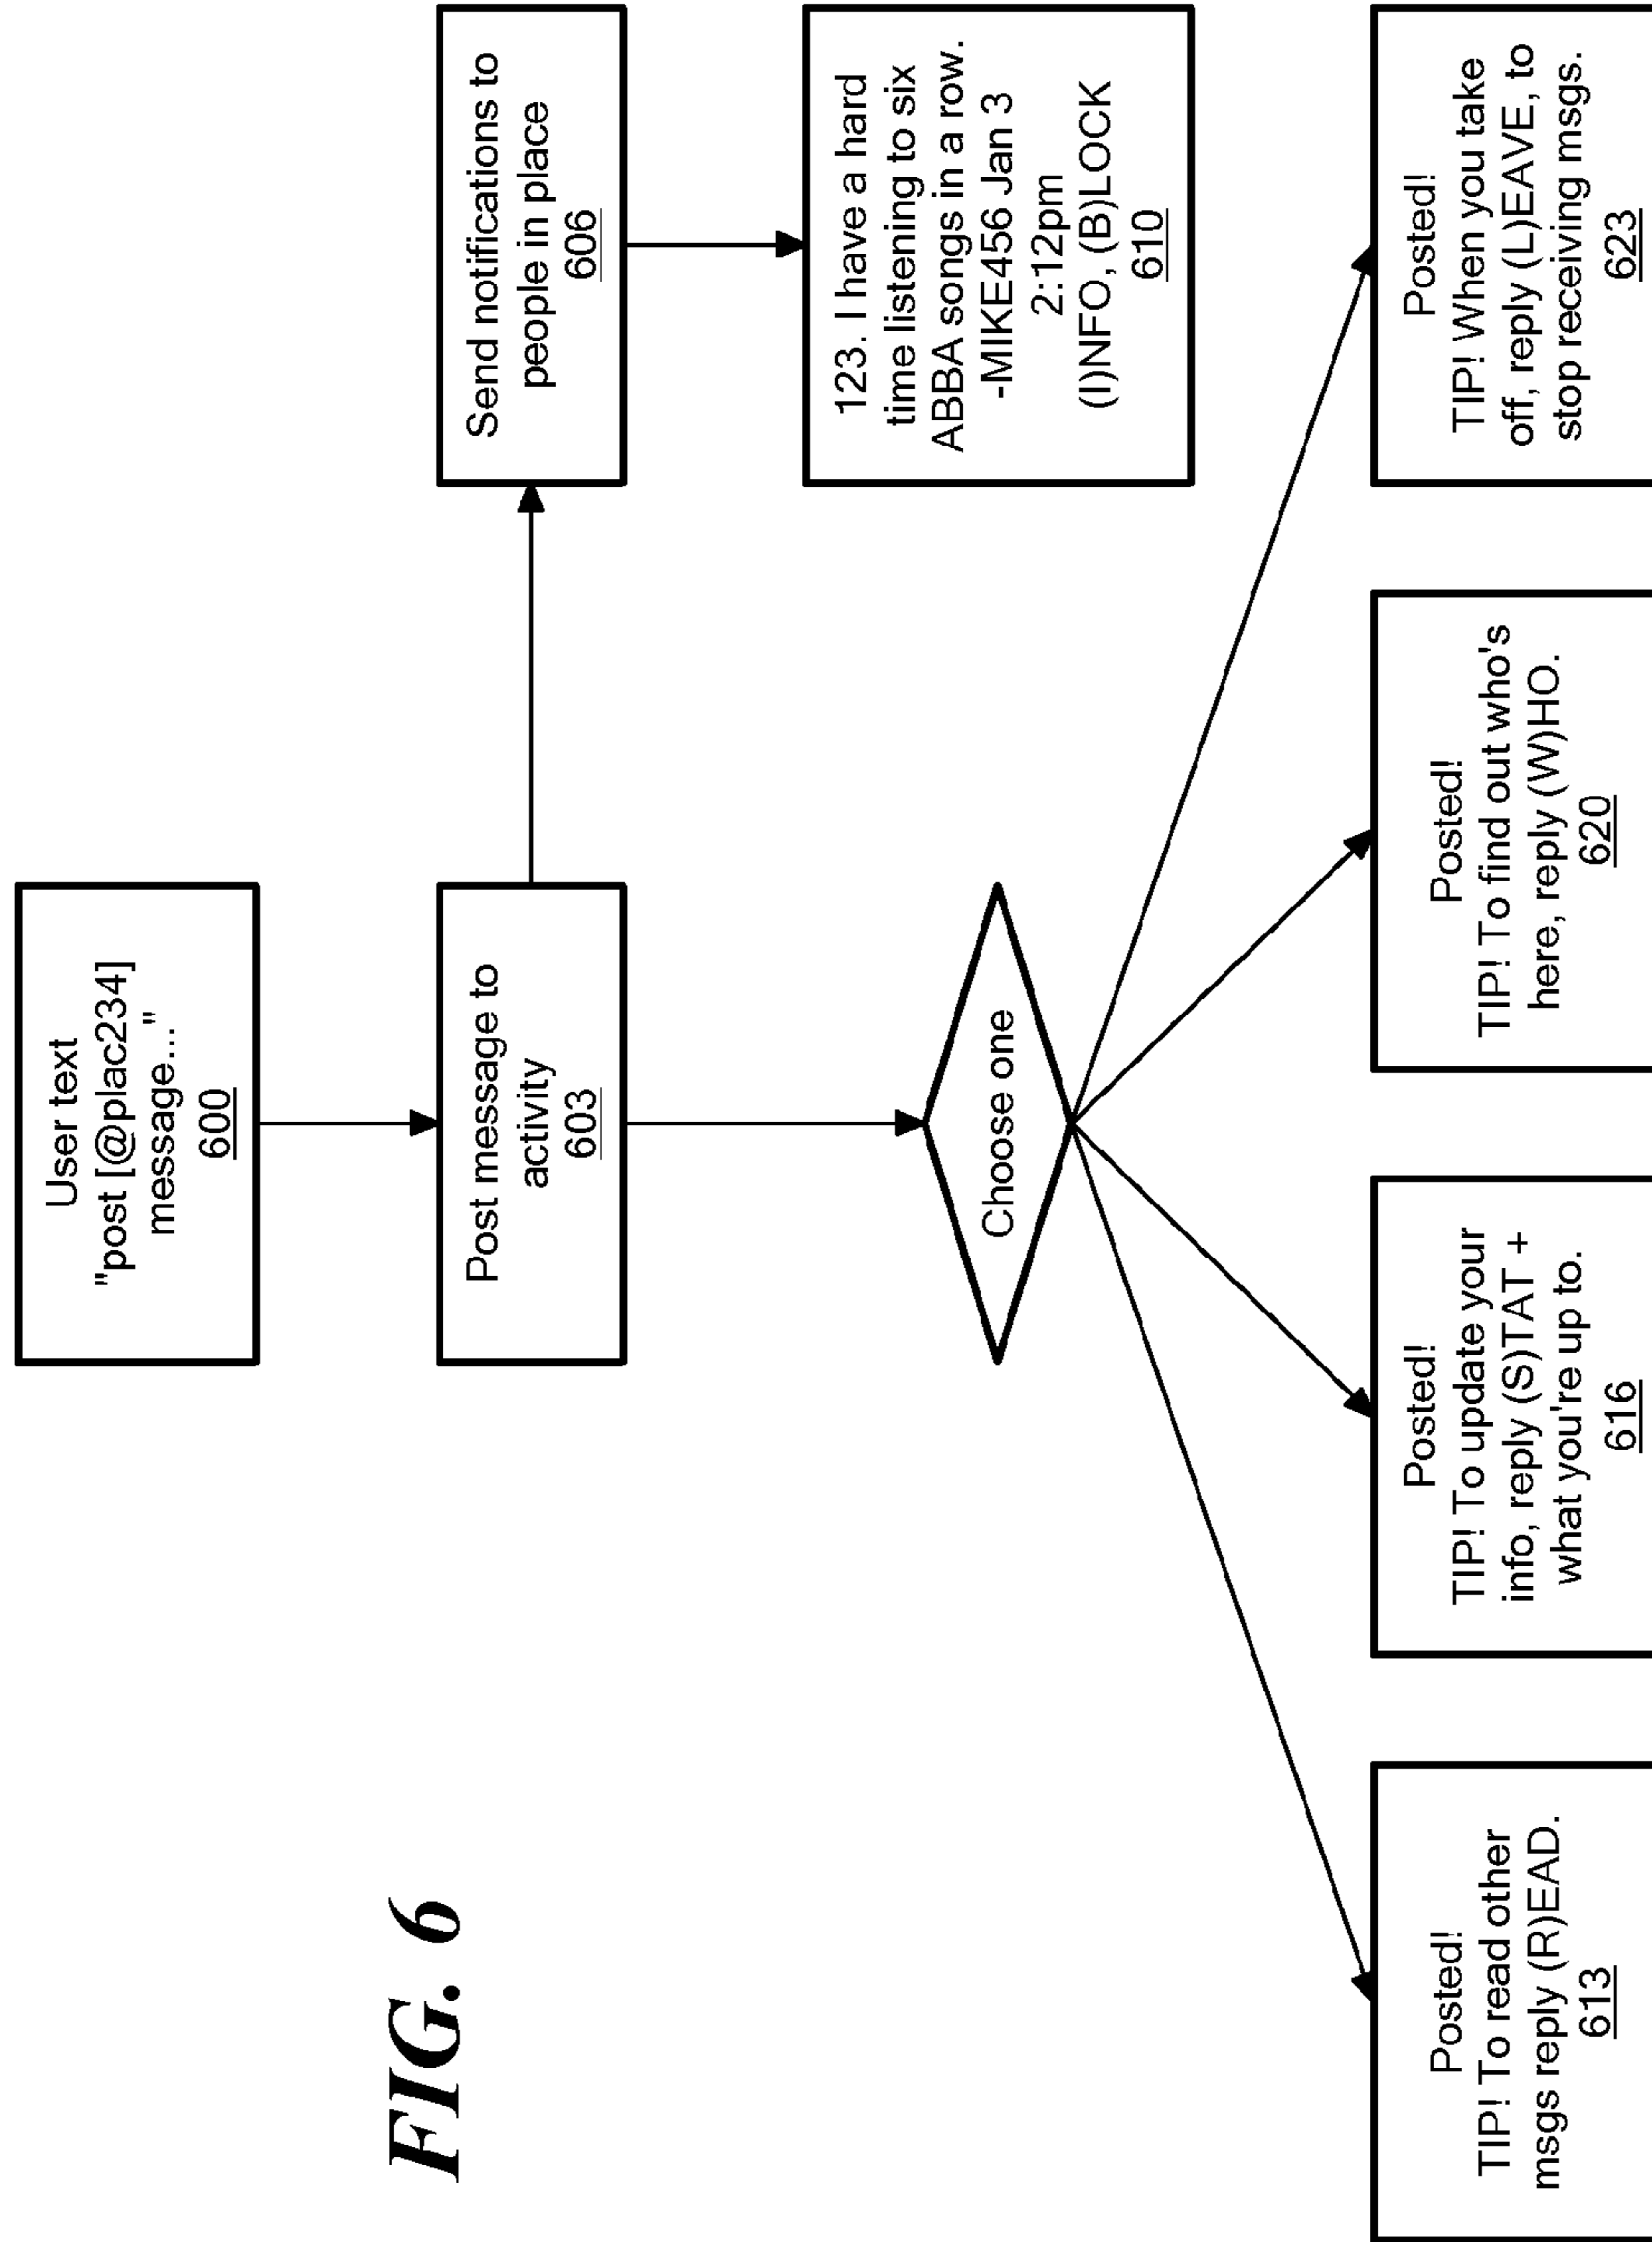 FIG. 6
User text
"post [@plac234]
message..."
600
Post message to
activity
603
Send notifications to
people in place
606
123. I have a hard
time listening to six
ABBA songs in a row.
-MIKE456 Jan 3
2:12pm
(I)NFO, (B)LOCK
610
Choose one
Posted!
TIP! To read other
msgs reply (R)EAD.
613
Posted!
TIP! To update your
info, reply (S)TAT +
what you're up to.
616
Posted!
TIP! To find out who's
here, reply (W)HO.
620
Posted!
TIP! When you take
off, reply (L)EAVE, to
stop receiving msgs.
623